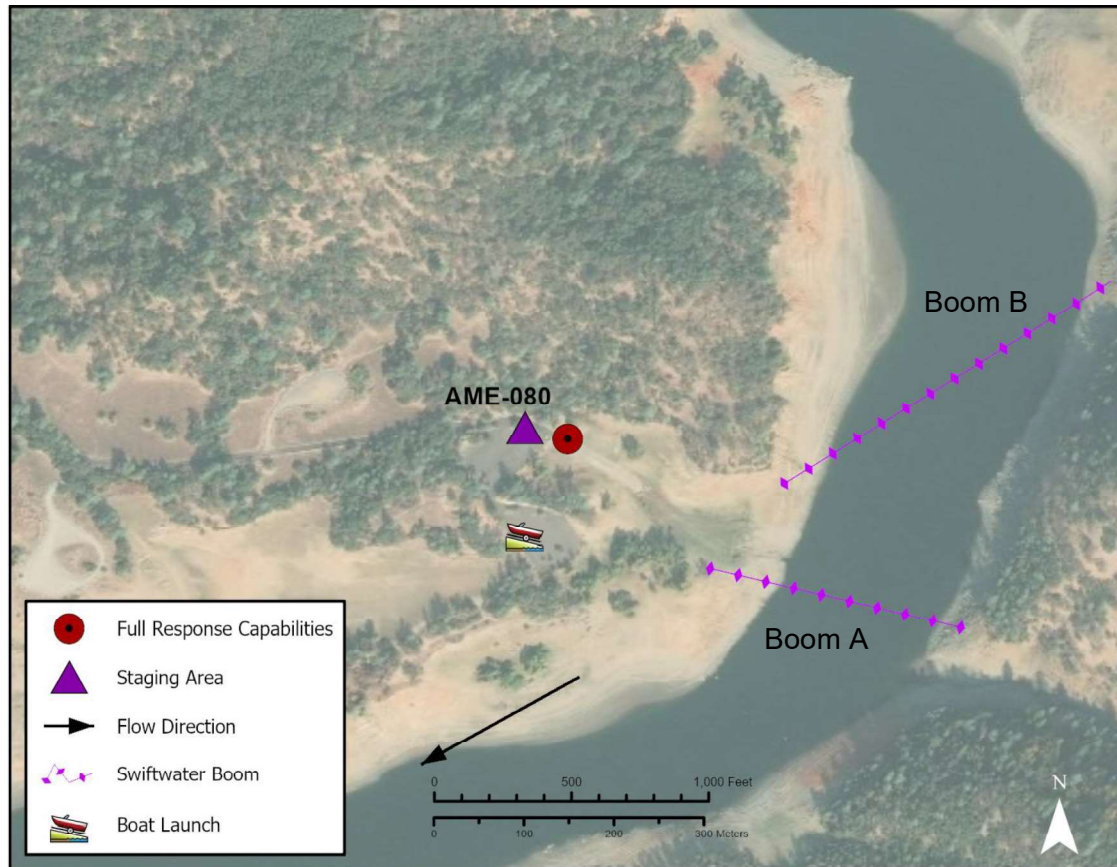 Boom B
AME-080
Boom A
Full Response Capabilities
Staging Area
Flow Direction
Swiftwater Boom
Boat Launch
0 500 1,000 Feet
0 100 200 300 Meters
N